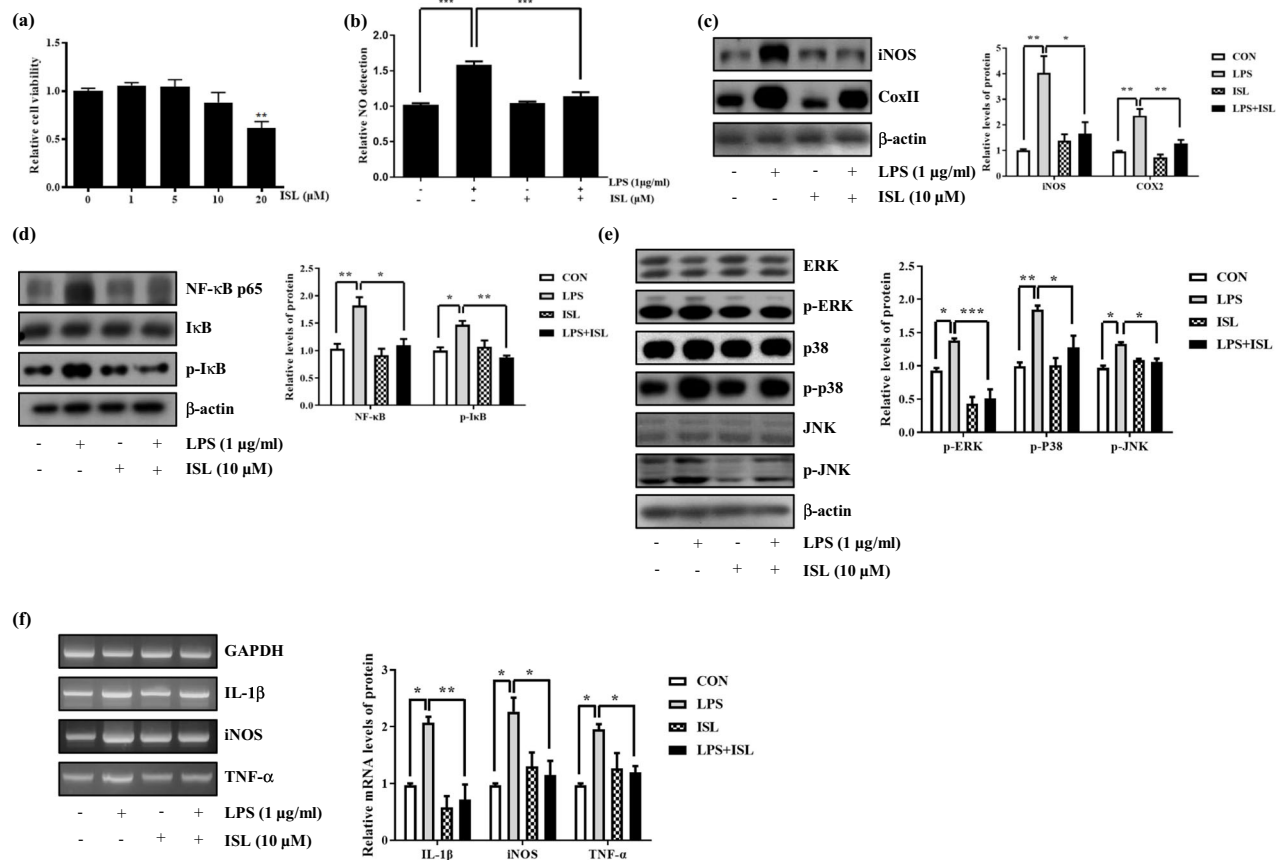 (a)
Relative cell viability
1.5
1.0
0.5
0.0
**
0 1 5 10 20 ISL (μM)
(b)
Relative NO detection
2.0
1.5
1.0
0.5
0.0
*** ***
- + - + LPS (1μg/ml)
- - + + ISL (μM)
(c)
iNOS
CoxII
β-actin
- + - + LPS (1 μg/ml)
- - + + ISL (10 μM)
Relative levels of protein
5
4
3
2
1
0
** *
** **
iNOS COX2
CON
LPS
ISL
LPS+ISL
(d)
NF-κB p65
IκB
p-IκB
β-actin
- + - + LPS (1 μg/ml)
- - + + ISL (10 μM)
Relative levels of protein
2.5
2.0
1.5
1.0
0.5
0.0
** *
* **
NF-κB p-IκB
CON
LPS
ISL
LPS+ISL
(e)
ERK
p-ERK
p38
p-p38
JNK
p-JNK
β-actin
- + - + LPS (1 μg/ml)
- - + + ISL (10 μM)
Relative levels of protein
2.5
2.0
1.5
1.0
0.5
0.0
* ***
** *
* *
p-ERK p-P38 p-JNK
CON
LPS
ISL
LPS+ISL
(f)
GAPDH
IL-1β
iNOS
TNF-α
- + - + LPS (1 μg/ml)
- - + + ISL (10 μM)
Relative mRNA levels of protein
3
2
1
0
* **
* *
* *
IL-1β iNOS TNF-α
CON
LPS
ISL
LPS+ISL